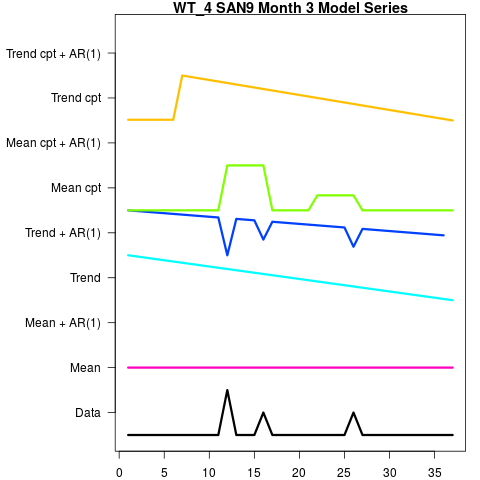 WT_4 SAN9 Month 3 Model Series
Trend cpt + AR(1)
Trend cpt
Mean cpt + AR(1)
Mean cpt
Trend + AR(1)
Trend
Mean + AR(1)
Mean
Data
0 5 10 15 20 25 30 35